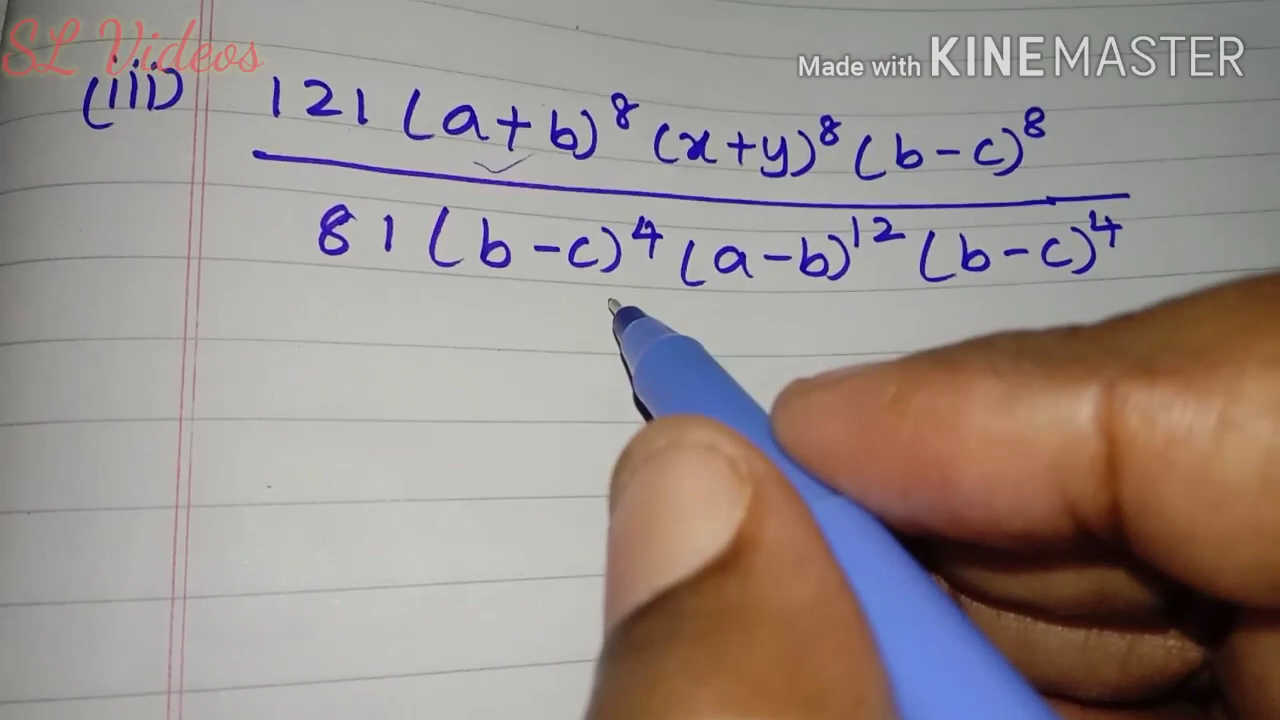 SL Videos
Made with KINEMASTER
(iii) 121 (a+b)⁸ (x+y)⁸ (b-c)⁸
81 (b-c)⁴ (a-b)¹² (b-c)⁴